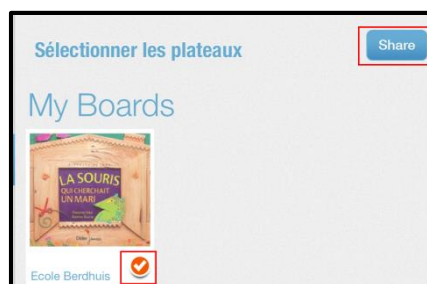 Sélectionner les plateaux
Share
My Boards
LA SOURIS
QUI CHERCHAIT
UN MARI
Ecole Berdhuis